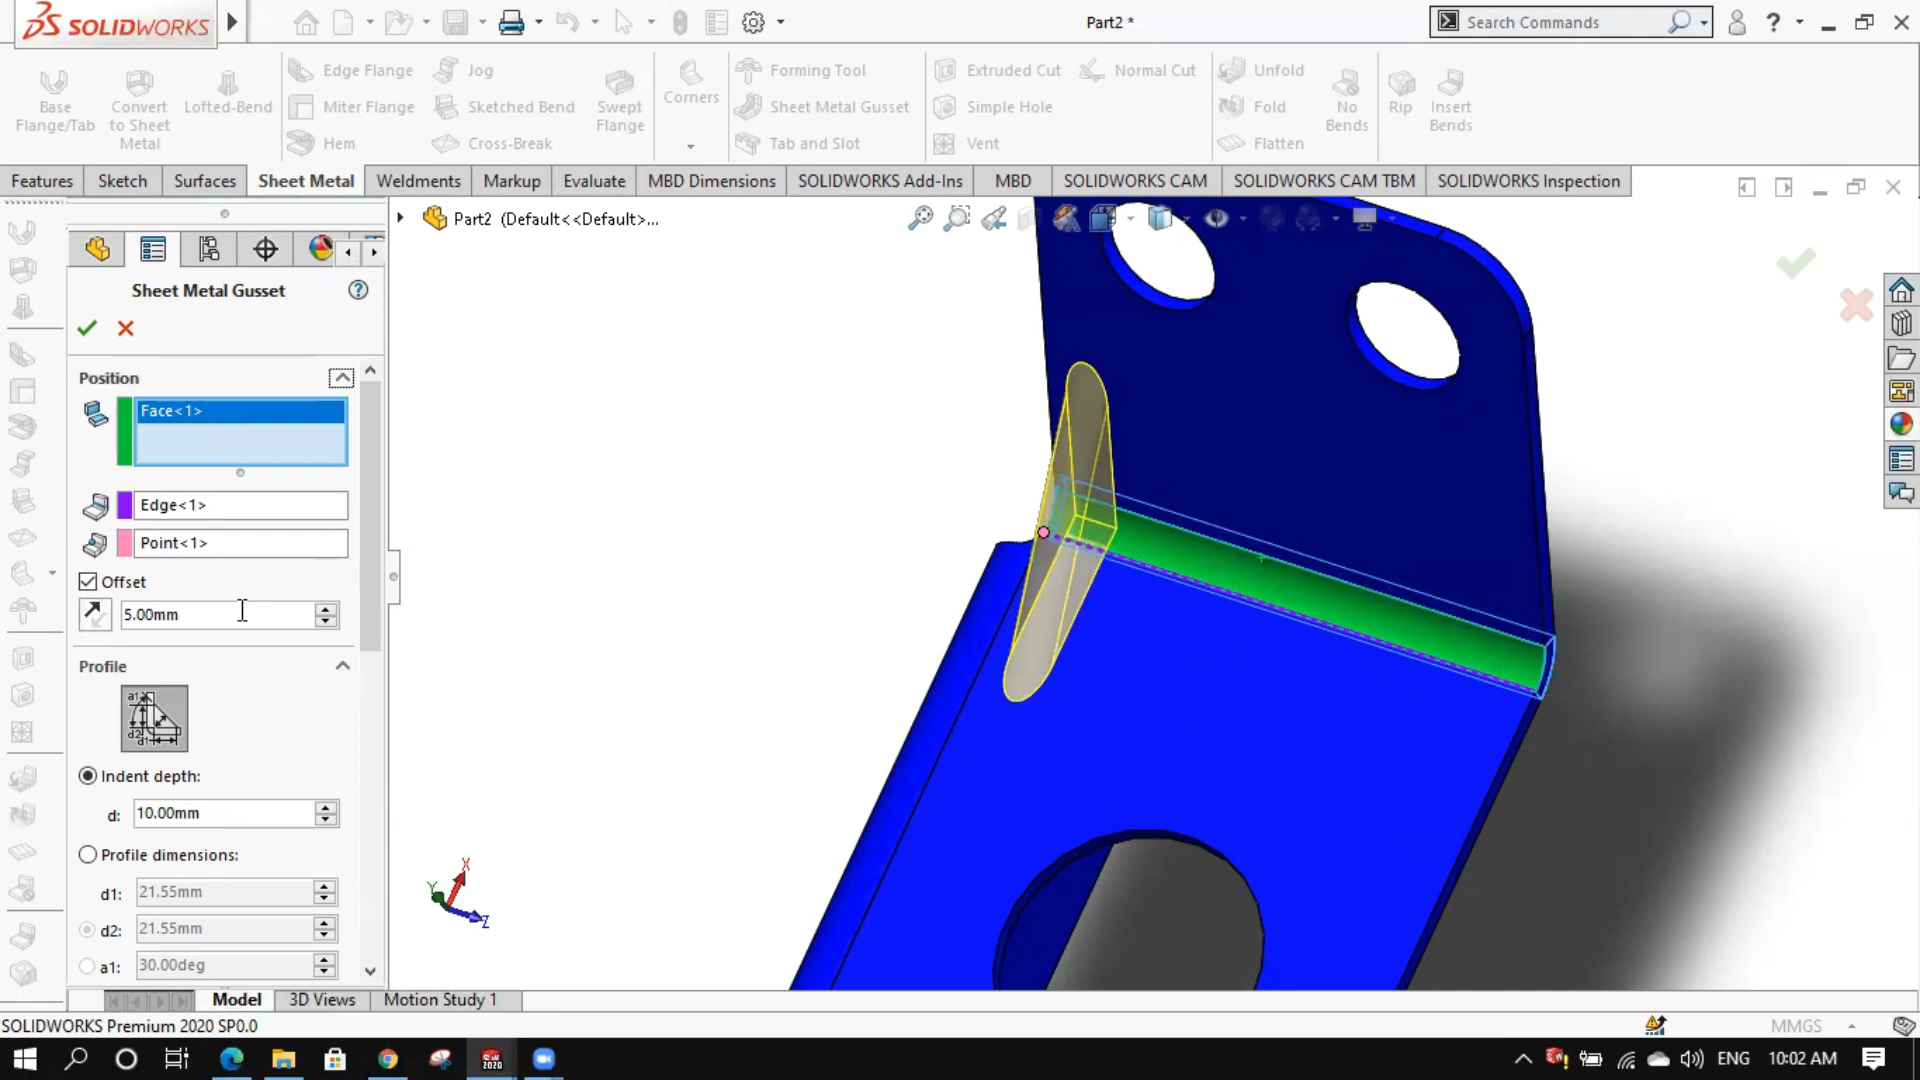 SOLIDWORKS
Part2 *
Search Commands
Base Flange/Tab
Convert to Sheet Metal
Lofted-Bend
Edge Flange
Miter Flange
Hem
Jog
Sketched Bend
Cross-Break
Swept Flange
Corners
Forming Tool
Sheet Metal Gusset
Tab and Slot
Extruded Cut
Simple Hole
Vent
Normal Cut
Unfold
Fold
Flatten
No Bends
Rip
Insert Bends
Features
Sketch
Surfaces
Sheet Metal
Weldments
Markup
Evaluate
MBD Dimensions
SOLIDWORKS Add-Ins
MBD
SOLIDWORKS CAM
SOLIDWORKS CAM TBM
SOLIDWORKS Inspection
Part2 (Default<<Default>...
Sheet Metal Gusset
Position
Face<1>
Edge<1>
Point<1>
Offset
5.00mm
Profile
a1
d2
d1
Indent depth:
d: 10.00mm
Profile dimensions:
d1: 21.55mm
d2: 21.55mm
a1: 30.00deg
X
Y
Z
Model
3D Views
Motion Study 1
SOLIDWORKS Premium 2020 SP0.0
MMGS
2020
ENG
10:02 AM